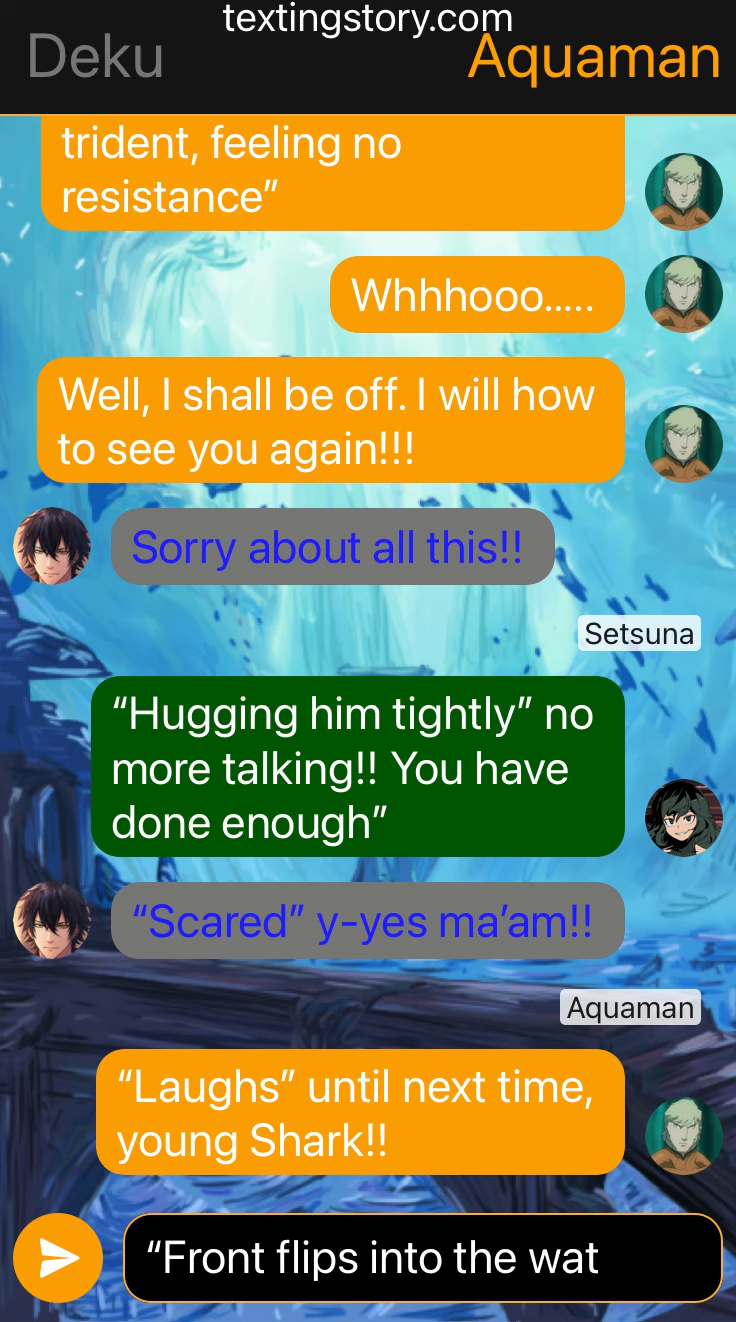 textingstory.com
Deku
Aquaman
trident, feeling no
resistance”
Whhhooo.....
Well, I shall be off. I will how
to see you again!!!
Sorry about all this!!
Setsuna
“Hugging him tightly” no
more talking!! You have
done enough”
“Scared” y-yes ma’am!!
Aquaman
“Laughs” until next time,
young Shark!!
“Front flips into the wat